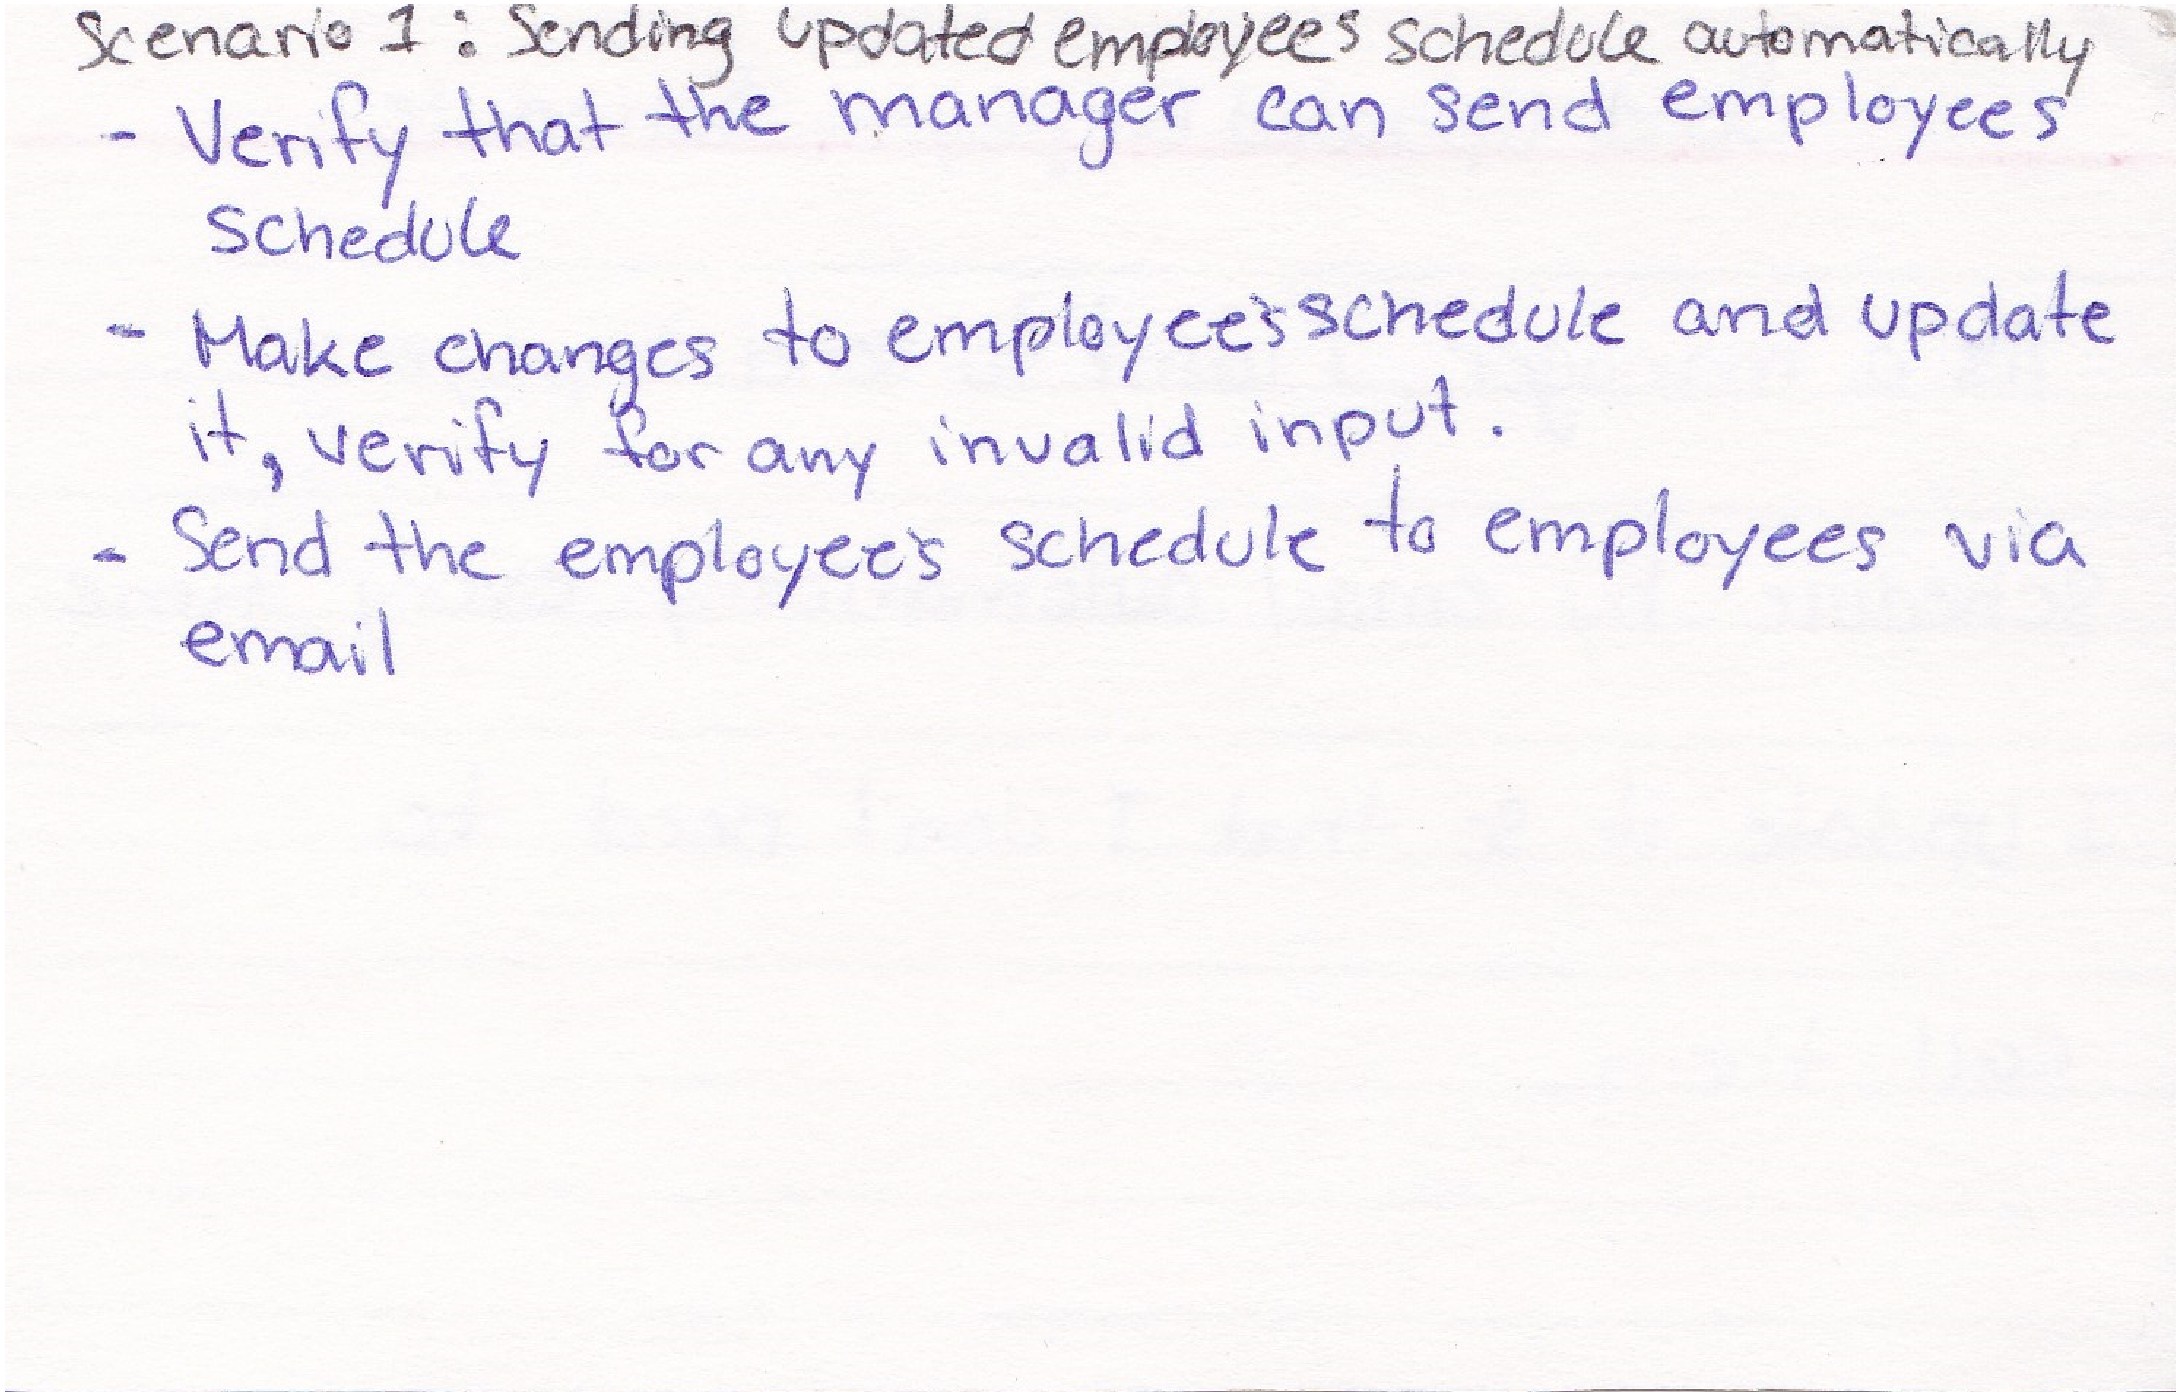 Scenario 1: Sending updated employees schedule automatically
- Verify that the manager can send employees
schedule
- Make changes to employee's schedule and update
it, verify for any invalid input.
- Send the employee's schedule to employees via
email